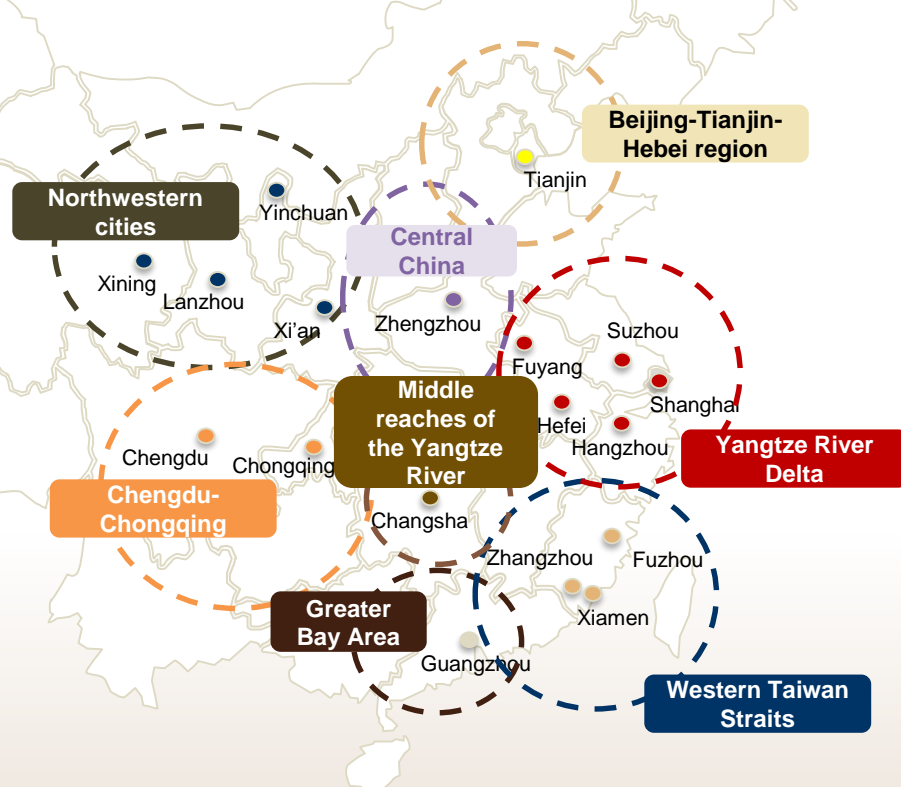 Beijing-Tianjin-
Hebei region
Tianjin
Northwestern
cities
Yinchuan
Central
China
Xining
Lanzhou
Xi'an
Zhengzhou
Suzhou
Fuyang
Shanghai
Hefei
Hangzhou
Middle
reaches of
the Yangtze
River
Yangtze River
Delta
Chengdu
Chongqing
Chengdu-
Chongqing
Changsha
Zhangzhou
Fuzhou
Xiamen
Greater
Bay Area
Guangzhou
Western Taiwan
Straits